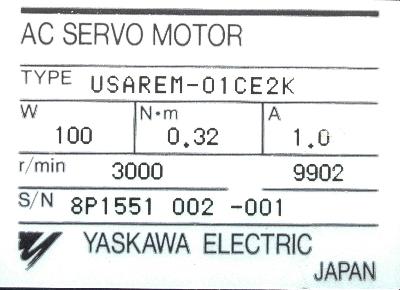 AC SERVO MOTOR
TYPE USAREM-01CE2K
W N·m A
100 0.32 1.0
r/min 3000 9902
S/N 8P1551 002 -001
YASKAWA ELECTRIC
JAPAN